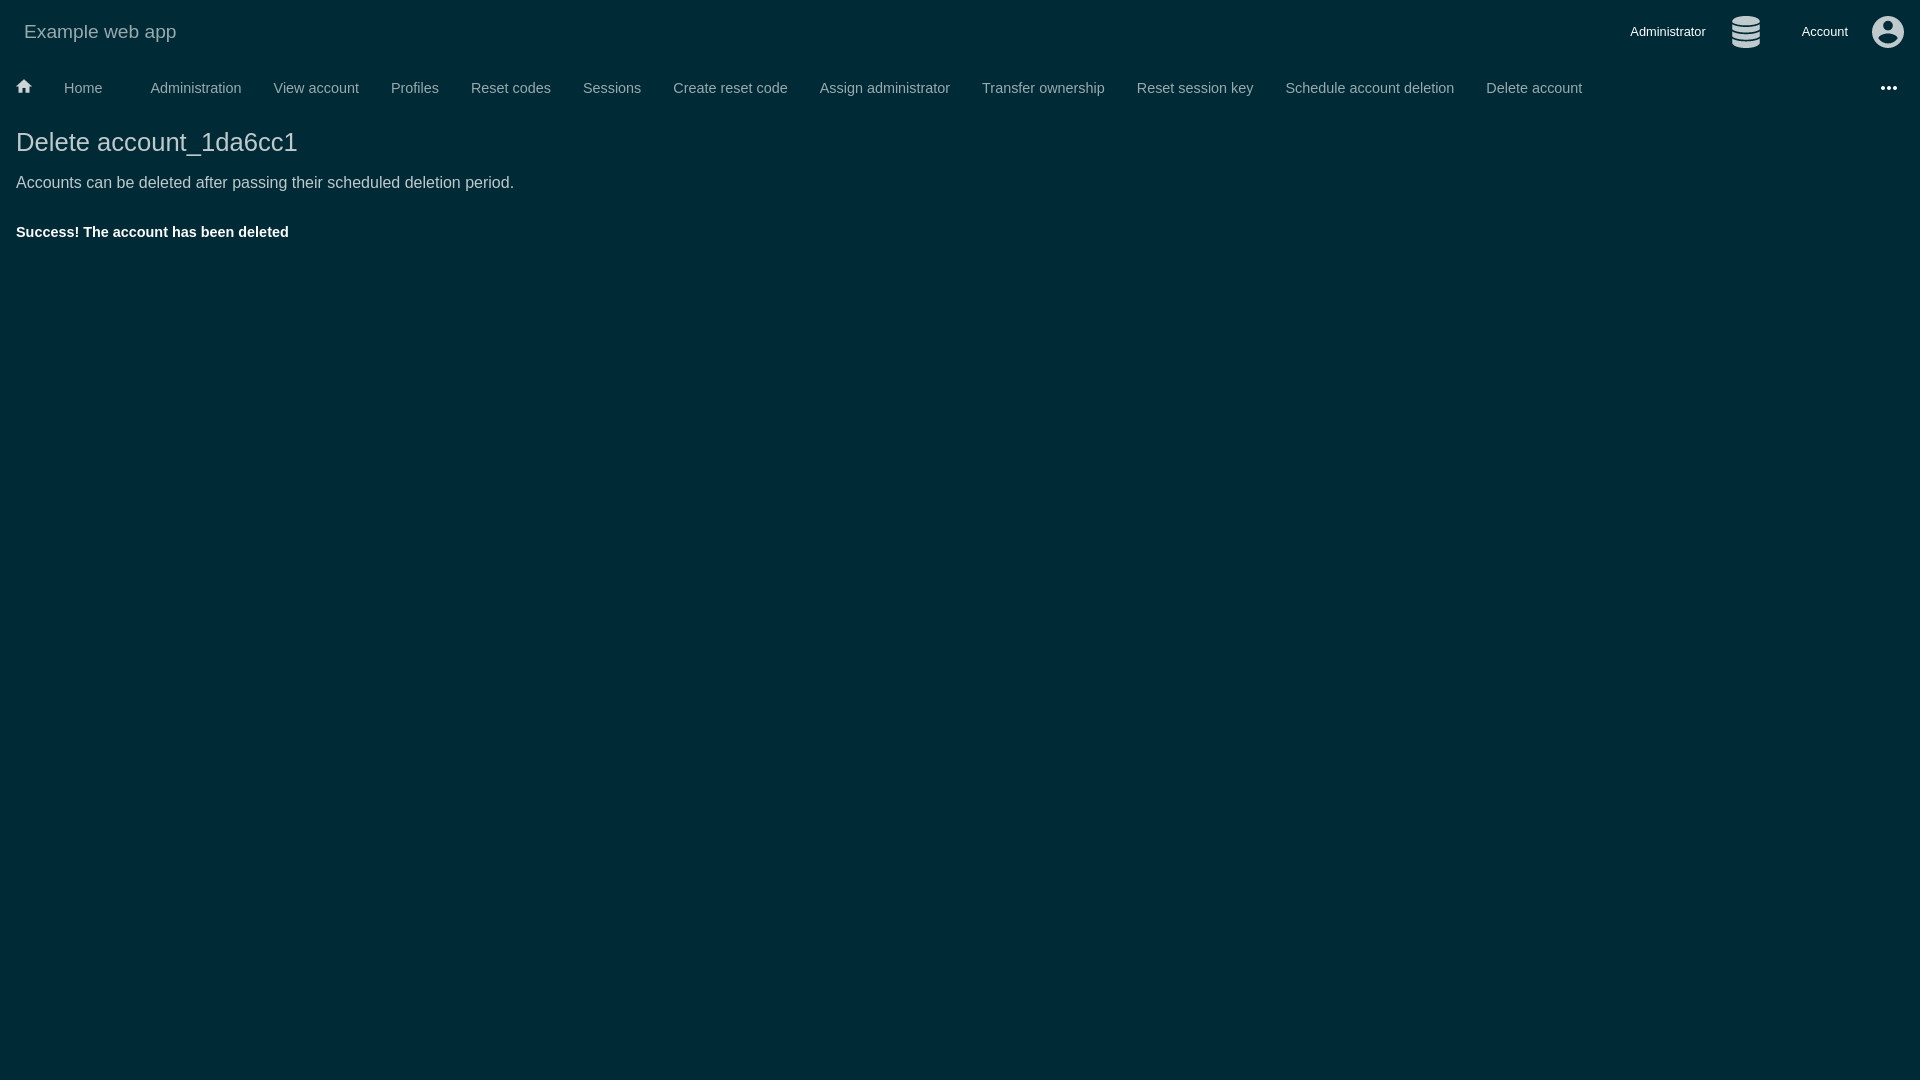 Example web app
Administrator
Account
Home
Administration
View account
Profiles
Reset codes
Sessions
Create reset code
Assign administrator
Transfer ownership
Reset session key
Schedule account deletion
Delete account
Delete account_1da6cc1
Accounts can be deleted after passing their scheduled deletion period.
Success! The account has been deleted